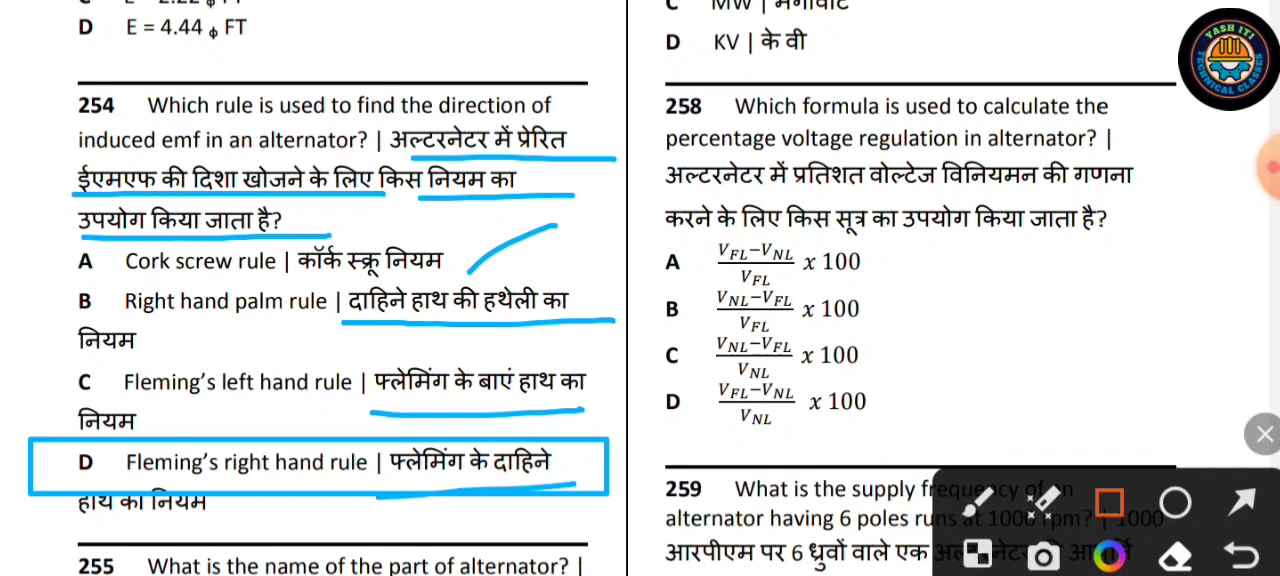 D E = 4.44 ɸ FT
254 Which rule is used to find the direction of
induced emf in an alternator? | अल्टरनेटर में प्रेरित
ईएमएफ की दिशा खोजने के लिए किस नियम का
उपयोग किया जाता है?
A Cork screw rule | कॉर्क स्क्रू नियम
B Right hand palm rule | दाहिने हाथ की हथेली का
नियम
C Fleming’s left hand rule | फ्लेमिंग के बाएं हाथ का
नियम
D Fleming’s right hand rule | फ्लेमिंग के दाहिने
हाथ का नियम
255 What is the name of the part of alternator? |
C MW | मेगावाट
D KV | के वी
258 Which formula is used to calculate the
percentage voltage regulation in alternator? |
अल्टरनेटर में प्रतिशत वोल्टेज विनियमन की गणना
करने के लिए किस सूत्र का उपयोग किया जाता है?
A (V_FL−V_NL)/V_FL x 100
B (V_NL−V_FL)/V_FL x 100
C (V_NL−V_FL)/V_NL x 100
D (V_FL−V_NL)/V_NL x 100
259 What is the supply frequency of an
alternator having 6 poles runs at 1000 rpm? | 1000
आरपीएम पर 6 ध्रुवों वाले एक
YASH ITI
TECHNICAL CLASSES